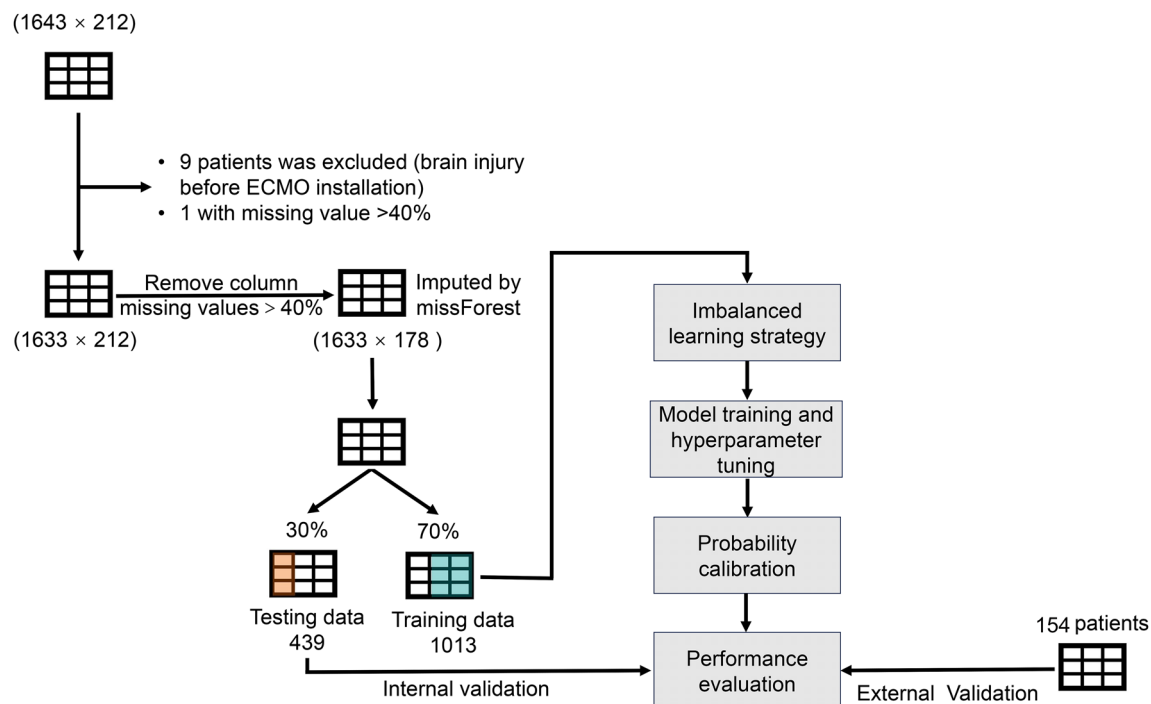 (1643 × 212)
• 9 patients was excluded (brain injury
before ECMO installation)
• 1 with missing value >40%
Remove column
missing values > 40%
Imputed by
missForest
(1633 × 212)
(1633 × 178 )
30%
70%
Testing data
439
Training data
1013
Internal validation
Imbalanced
learning strategy
Model training and
hyperparameter
tuning
Probability
calibration
Performance
evaluation
154 patients
External Validation